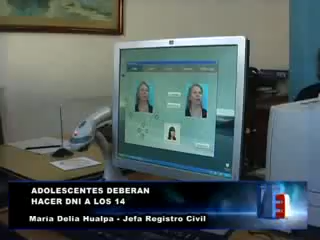 ADOLESCENTES DEBERAN
HACER DNI A LOS 14
María Delia Hualpa - Jefa Registro Civil